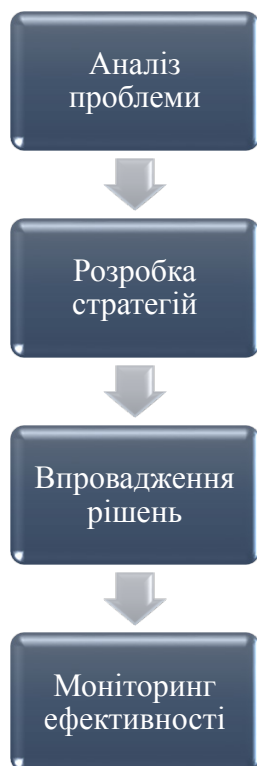 Аналіз
проблеми
Розробка
стратегій
Впровадження
рішень
Моніторинг
ефективності